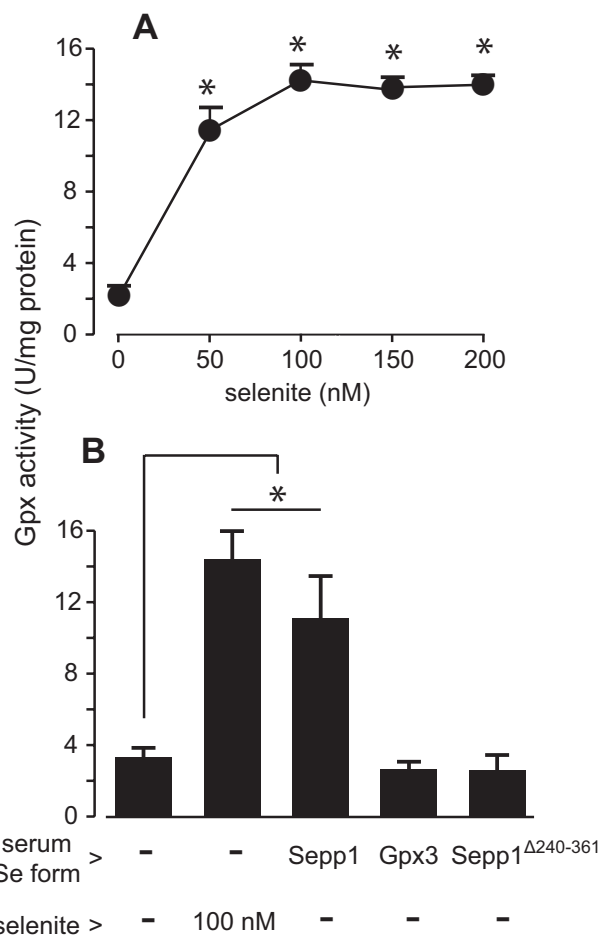 A
*
*
*
*
16
12
8
4
0
0 50 100 150 200
selenite (nM)
Gpx activity (U/mg protein)
B
*
16
12
8
4
0
serum
Se form > - - Sepp1 Gpx3 Sepp1Δ240-361
selenite > - 100 nM - - -